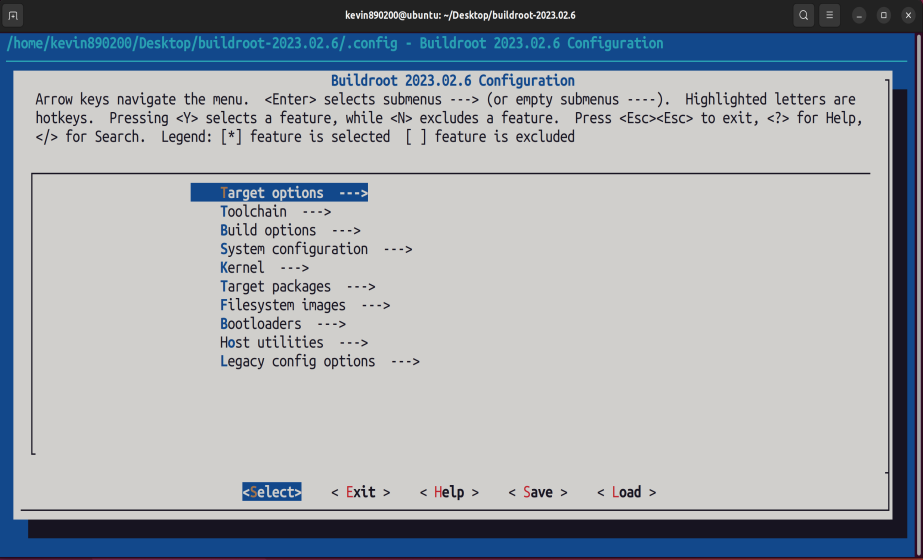 kevin890200@ubuntu: ~/Desktop/buildroot-2023.02.6
/home/kevin890200/Desktop/buildroot-2023.02.6/.config - Buildroot 2023.02.6 Configuration
Buildroot 2023.02.6 Configuration
Arrow keys navigate the menu.  <Enter> selects submenus ---> (or empty submenus ----).  Highlighted letters are
hotkeys.  Pressing <Y> selects a feature, while <N> excludes a feature.  Press <Esc><Esc> to exit, <?> for Help,
</> for Search.  Legend: [*] feature is selected  [ ] feature is excluded
Target options  --->
Toolchain  --->
Build options  --->
System configuration  --->
Kernel  --->
Target packages  --->
Filesystem images  --->
Bootloaders  --->
Host utilities  --->
Legacy config options  --->
<Select>    < Exit >    < Help >    < Save >    < Load >